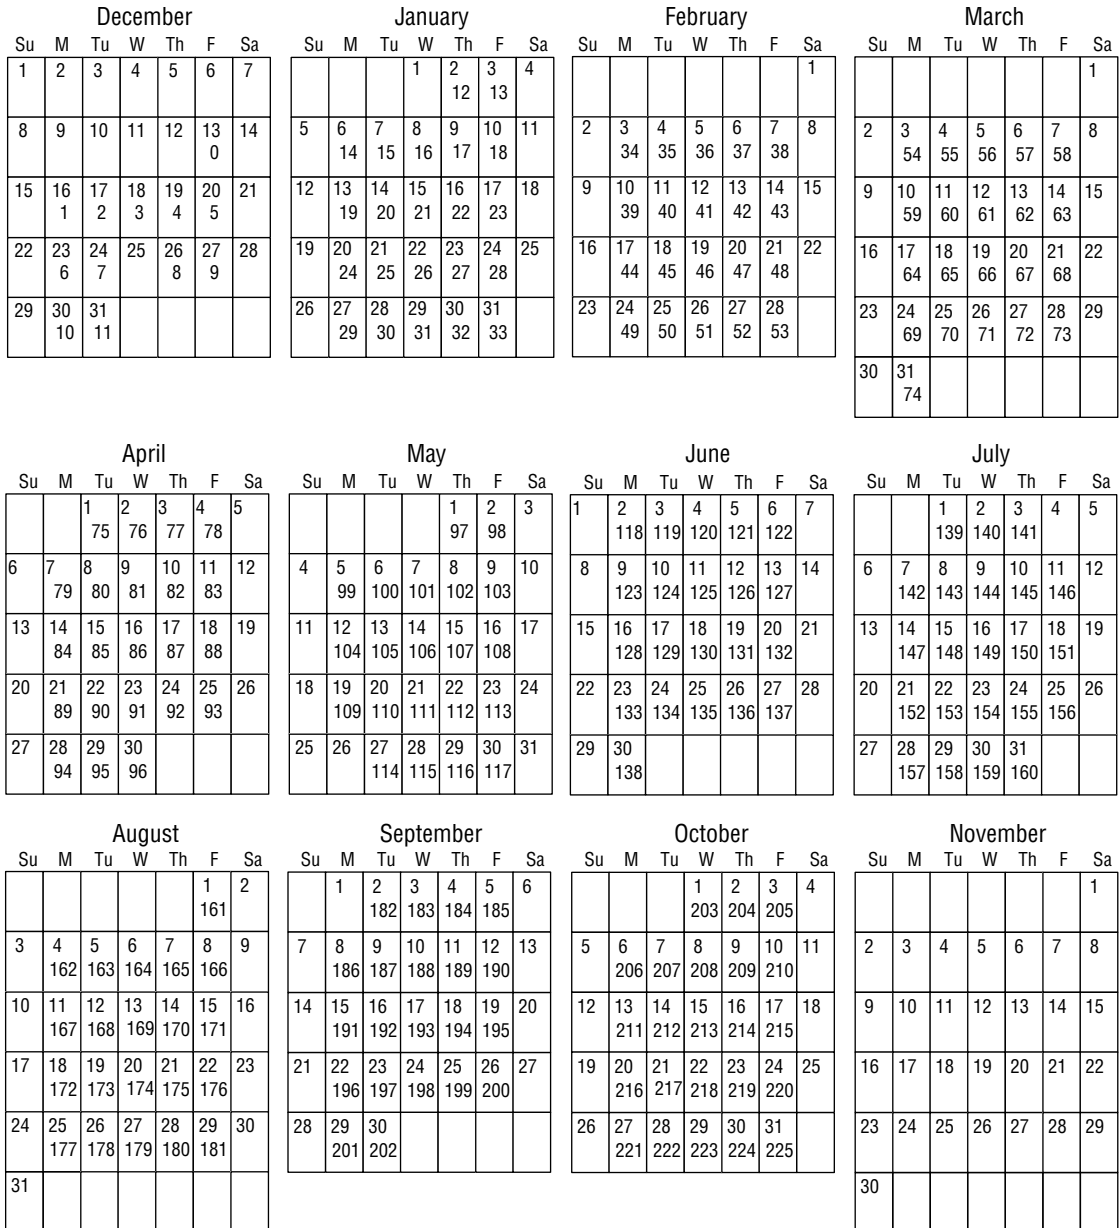 December January February March
Su M Tu W Th F Sa Su M Tu W Th F Sa Su M Tu W Th F Sa Su M Tu W Th F Sa
1 2 3 4 5 6 7 1 2 3 4 1 1
12 13
8 9 10 11 12 13 14 5 6 7 8 9 10 11 2 3 4 5 6 7 8 2 3 4 5 6 7 8
0 14 15 16 17 18 34 35 36 37 38 54 55 56 57 58
15 16 17 18 19 20 21 12 13 14 15 16 17 18 9 10 11 12 13 14 15 9 10 11 12 13 14 15
1 2 3 4 5 19 20 21 22 23 39 40 41 42 43 59 60 61 62 63
22 23 24 25 26 27 28 19 20 21 22 23 24 25 16 17 18 19 20 21 22 16 17 18 19 20 21 22
6 7 8 9 24 25 26 27 28 44 45 46 47 48 64 65 66 67 68
29 30 31 26 27 28 29 30 31 23 24 25 26 27 28 23 24 25 26 27 28 29
10 11 29 30 31 32 33 49 50 51 52 53 69 70 71 72 73
30 31
74
April May June July
Su M Tu W Th F Sa Su M Tu W Th F Sa Su M Tu W Th F Sa Su M Tu W Th F Sa
1 2 3 4 5 1 2 3 1 2 3 4 5 6 7 1 2 3 4 5
75 76 77 78 97 98 118 119 120 121 122 139 140 141
6 7 8 9 10 11 12 4 5 6 7 8 9 10 8 9 10 11 12 13 14 6 7 8 9 10 11 12
79 80 81 82 83 99 100 101 102 103 123 124 125 126 127 142 143 144 145 146
13 14 15 16 17 18 19 11 12 13 14 15 16 17 15 16 17 18 19 20 21 13 14 15 16 17 18 19
84 85 86 87 88 104 105 106 107 108 128 129 130 131 132 147 148 149 150 151
20 21 22 23 24 25 26 18 19 20 21 22 23 24 22 23 24 25 26 27 28 20 21 22 23 24 25 26
89 90 91 92 93 109 110 111 112 113 133 134 135 136 137 152 153 154 155 156
27 28 29 30 25 26 27 28 29 30 31 29 30 27 28 29 30 31
94 95 96 114 115 116 117 138 157 158 159 160
August September October November
Su M Tu W Th F Sa Su M Tu W Th F Sa Su M Tu W Th F Sa Su M Tu W Th F Sa
1 2 1 2 3 4 5 6 1 2 3 4 1
161 182 183 184 185 203 204 205
3 4 5 6 7 8 9 7 8 9 10 11 12 13 5 6 7 8 9 10 11 2 3 4 5 6 7 8
162 163 164 165 166 186 187 188 189 190 206 207 208 209 210
10 11 12 13 14 15 16 14 15 16 17 18 19 20 12 13 14 15 16 17 18 9 10 11 12 13 14 15
167 168 169 170 171 191 192 193 194 195 211 212 213 214 215
17 18 19 20 21 22 23 21 22 23 24 25 26 27 19 20 21 22 23 24 25 16 17 18 19 20 21 22
172 173 174 175 176 196 197 198 199 200 216 217 218 219 220
24 25 26 27 28 29 30 28 29 30 26 27 28 29 30 31 23 24 25 26 27 28 29
177 178 179 180 181 201 202 221 222 223 224 225
31 30